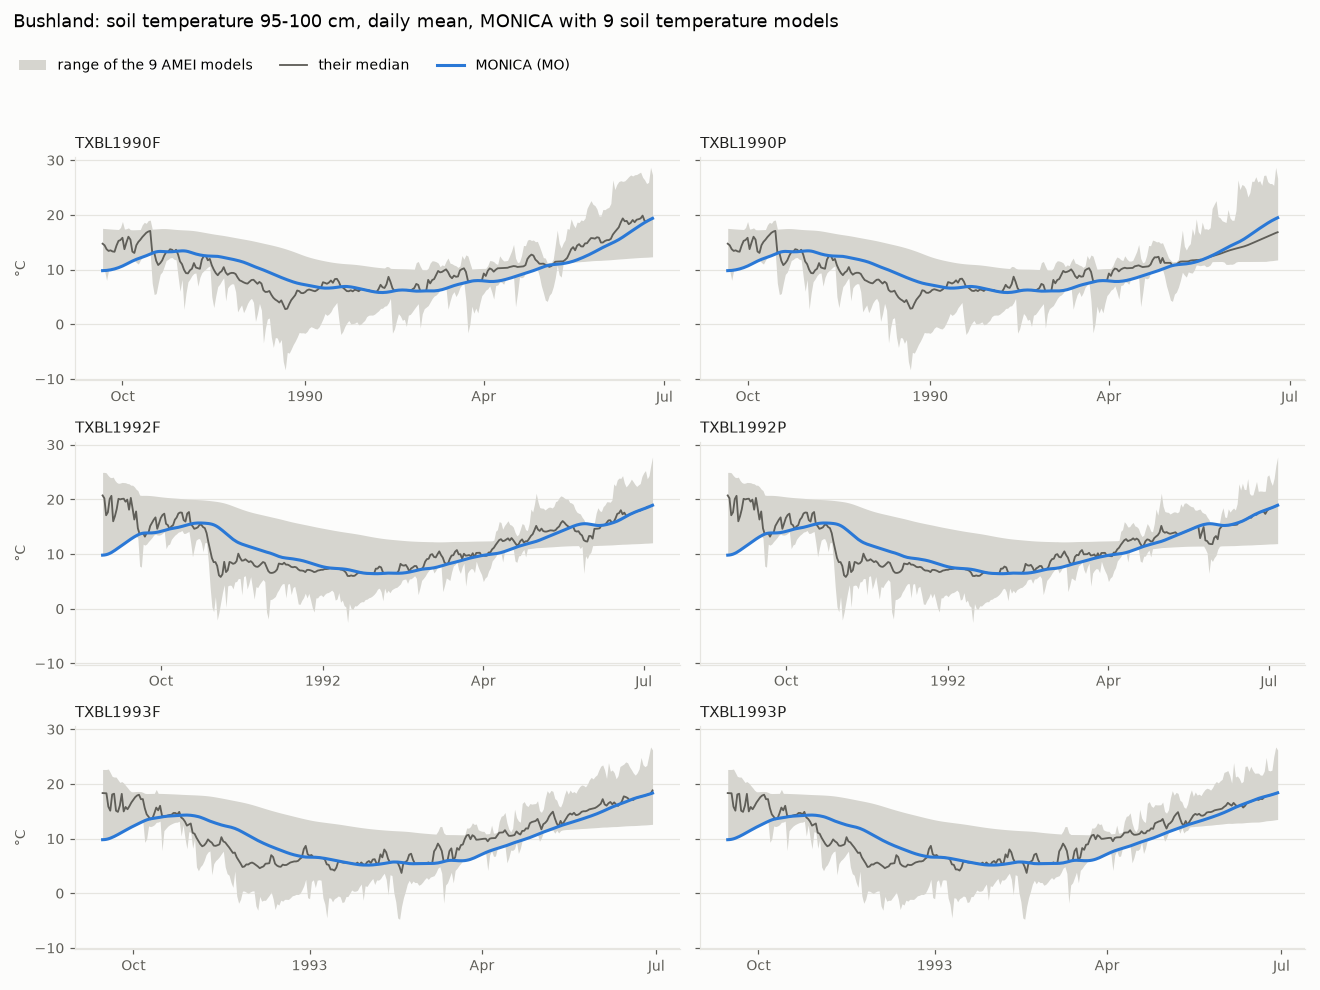 Bushland: soil temperature 95-100 cm, daily mean, MONICA with 9 soil temperature models
range of the 9 AMEI models their median MONICA (MO)
TXBL1990F TXBL1990P
30
20
10
0
−10
°C
Oct 1990 Apr Jul Oct 1990 Apr Jul
TXBL1992F TXBL1992P
30
20
10
0
−10
°C
Oct 1992 Apr Jul Oct 1992 Apr Jul
TXBL1993F TXBL1993P
30
20
10
0
−10
°C
Oct 1993 Apr Jul Oct 1993 Apr Jul